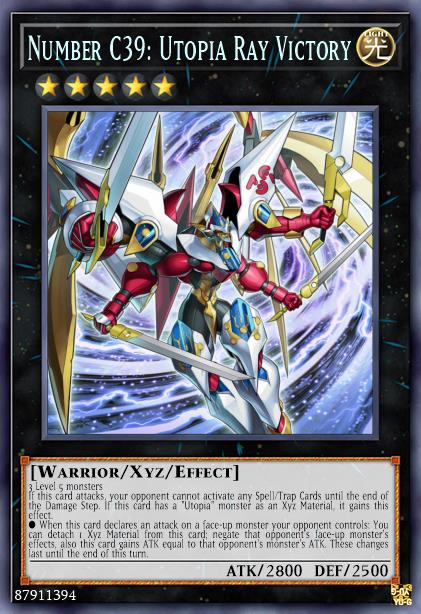 NUMBER C39: UTOPIA RAY VICTORY
LIGHT
光
39
[WARRIOR/XYZ/EFFECT]
3 Level 5 monsters
If this card attacks, your opponent cannot activate any Spell/Trap Cards until the end of
the Damage Step. If this card has a "Utopia" monster as an Xyz Material, it gains this
effect.
● When this card declares an attack on a face-up monster your opponent controls: You
can detach 1 Xyz Material from this card; negate that opponent's face-up monster's
effects, also this card gains ATK equal to that opponent's monster's ATK. These changes
last until the end of this turn.
ATK/2800 DEF/2500
87911394